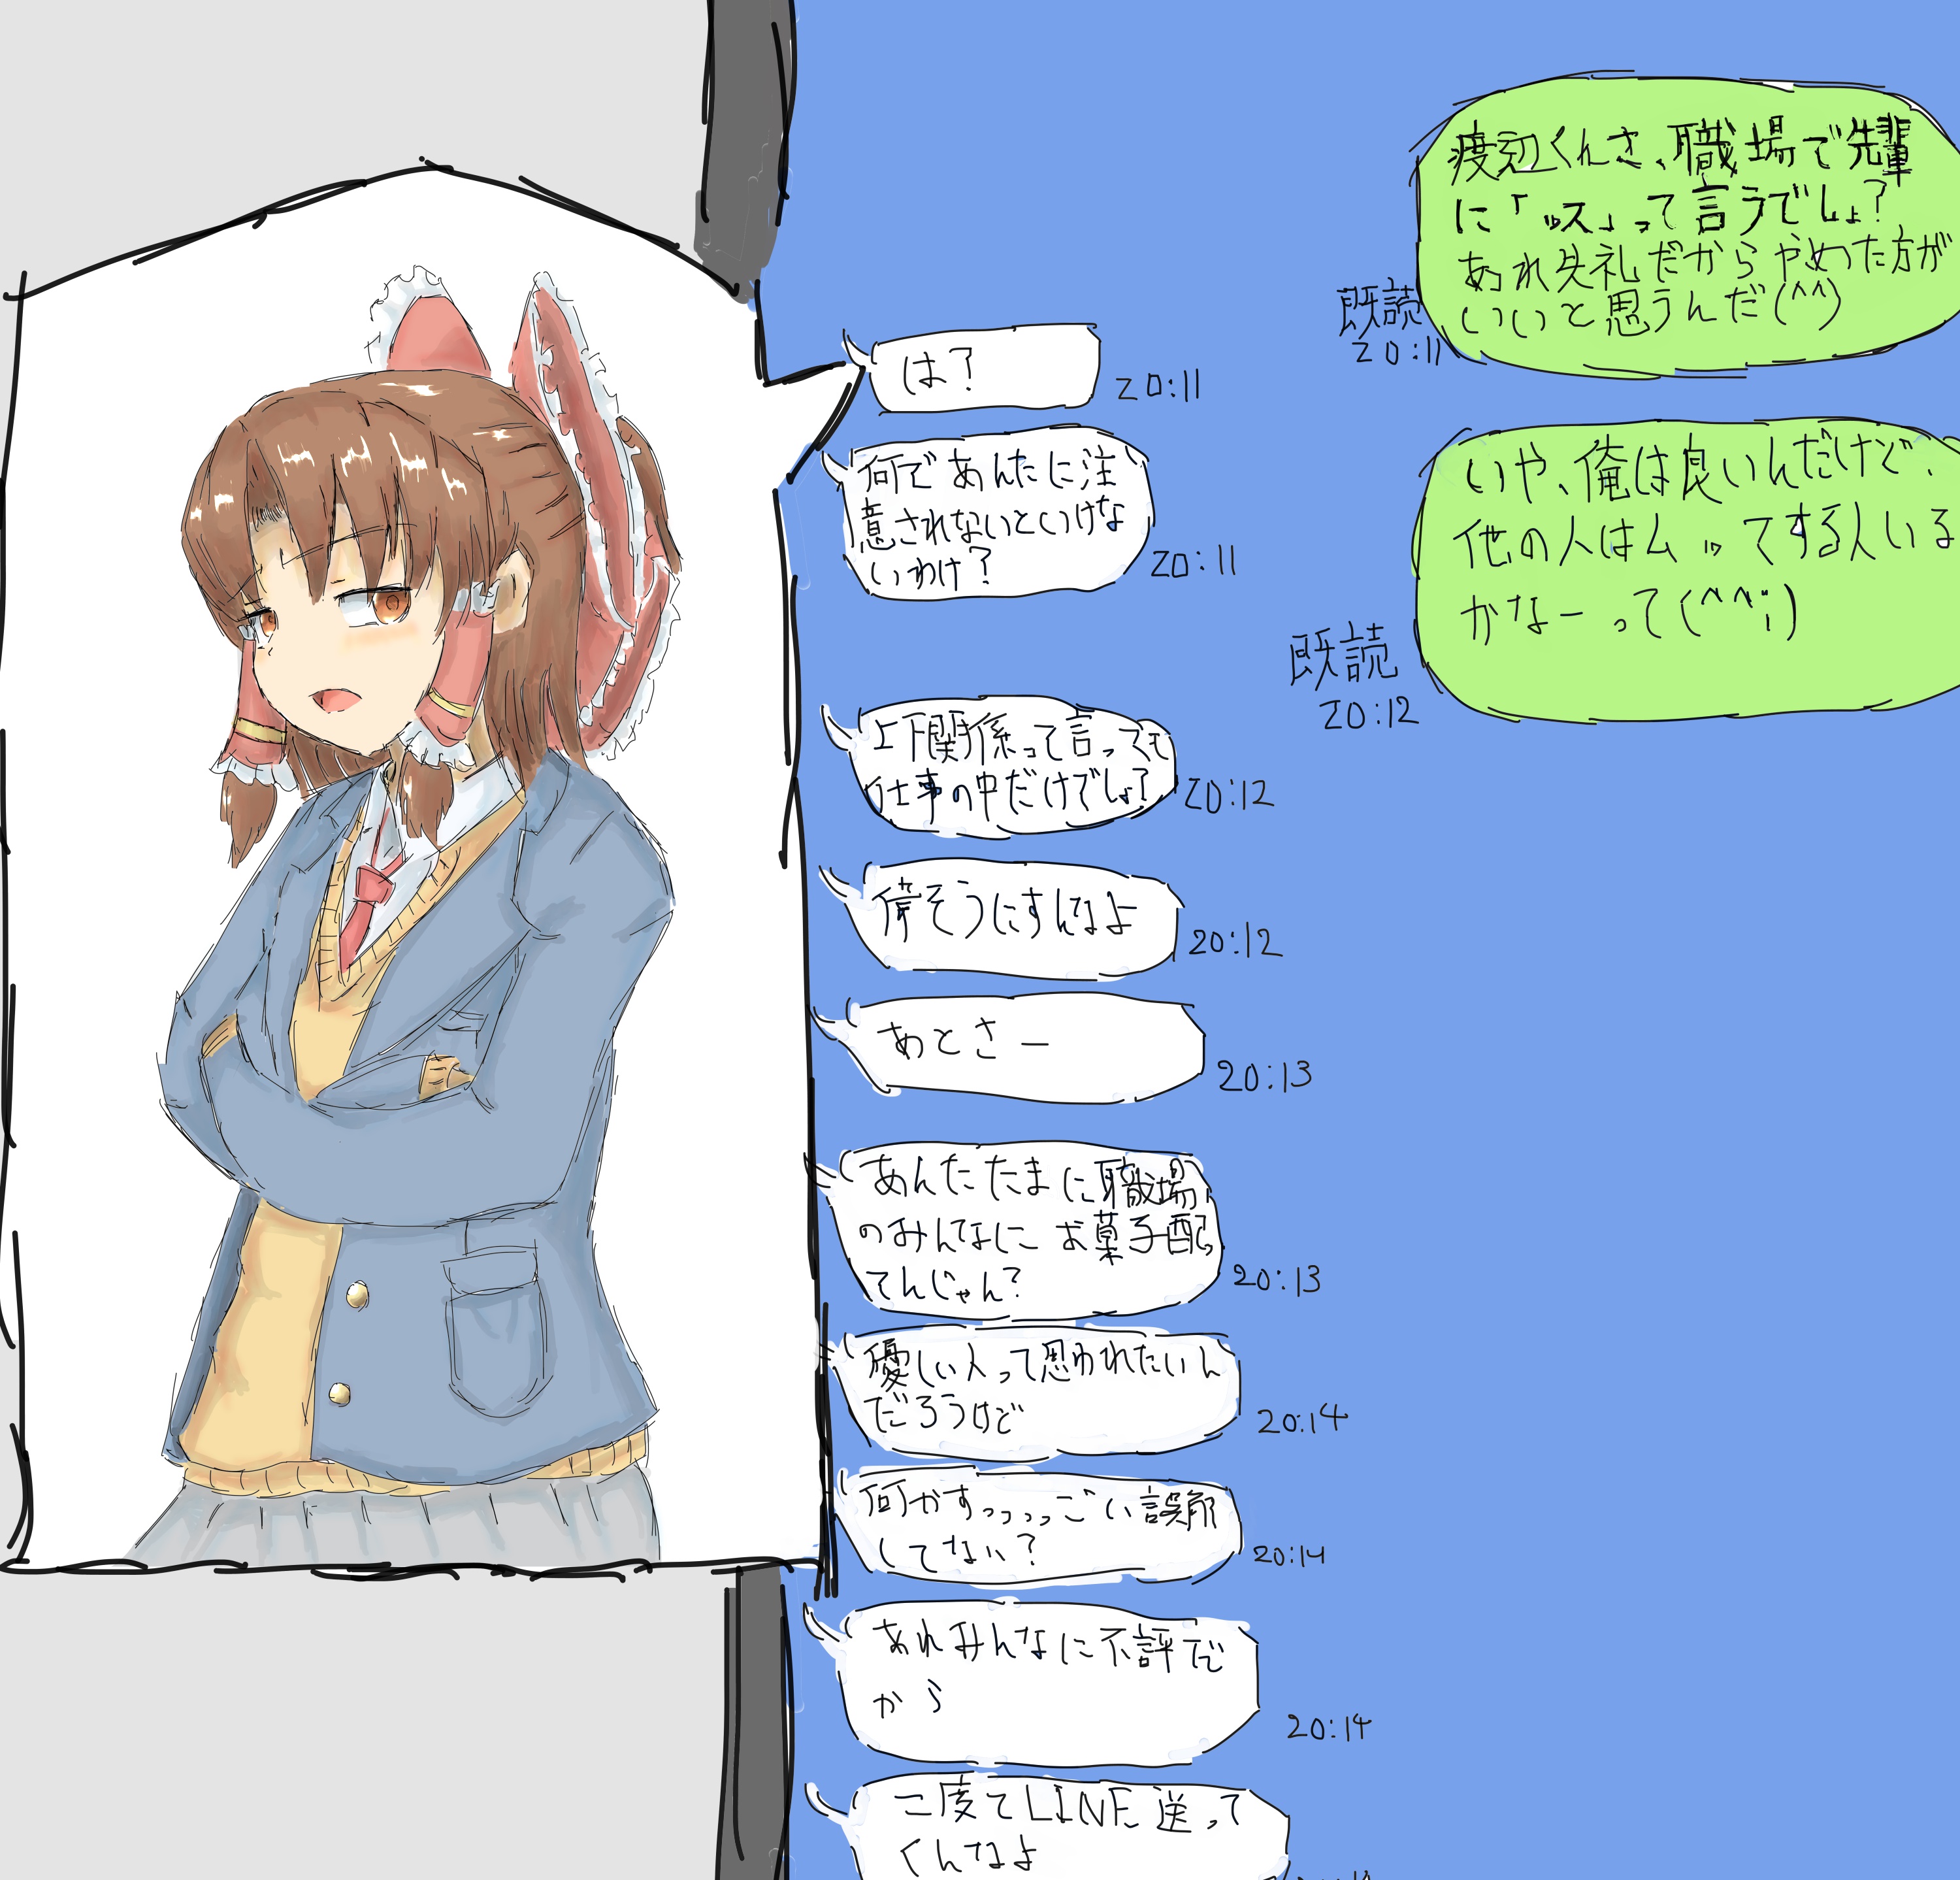 渡辺くんさ、職場で先輩
に「ッス」って言うでしょ?
あれ失礼だからやめた方が
いいと思うんだ(^^)
既読
20:11
は?
20:11
何であんたに注
意されないといけな
いわけ?
20:11
いや、俺は良いんだけど、
他の人はムッてする人いる
かなーって(^^;)
既読
20:12
上下関係って言っても
仕事の中だけでしょ?
20:12
偉そうにすんなよ
20:12
あとさー
20:13
あんたたまに職場
のみんなにお菓子配っ
てんじゃん?
20:13
優しい人って思われたいん
だろうけど
20:14
何かすっっっっごい誤解
してない?
20:14
あれみんなに不評でで
から
20:14
二度てLINE送って
くんなよ